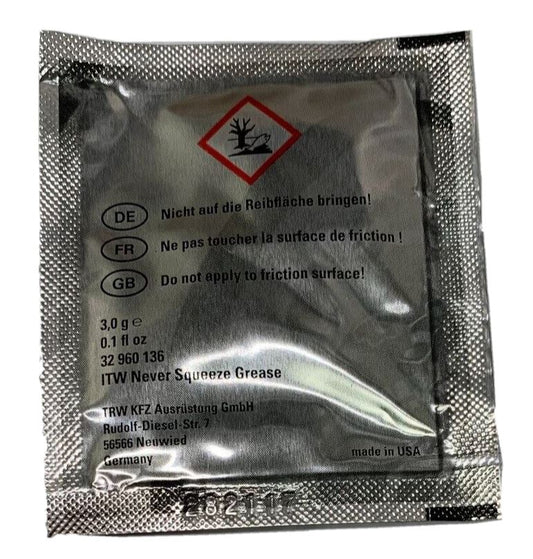 DE Nicht auf die Reibfläche bringen!
FR Ne pas toucher la surface de friction !
GB Do not apply to friction surface!
3,0 g ℮
0.1 fl oz
32 960 136
ITW Never Squeeze Grease
TRW KFZ Ausrüstung GmbH
Rudolf-Diesel-Str. 7
56566 Neuwied
Germany
made in USA